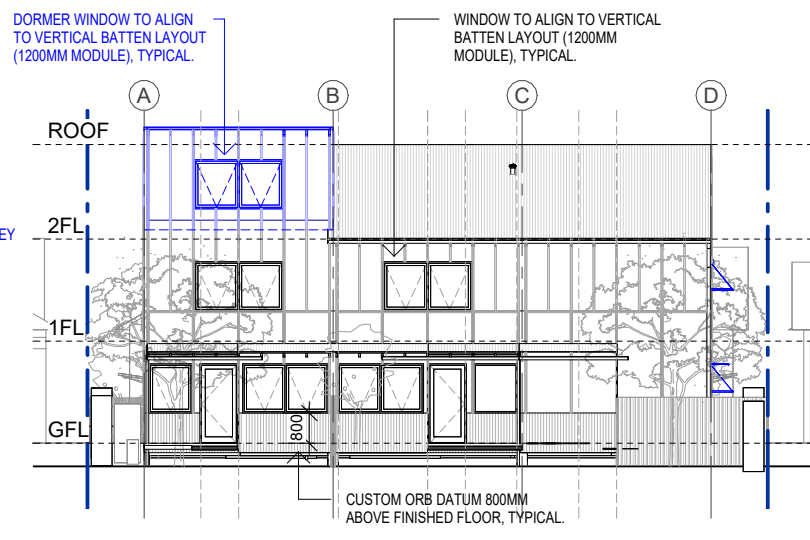 DORMER WINDOW TO ALIGN
TO VERTICAL BATTEN LAYOUT
(1200MM MODULE), TYPICAL.
WINDOW TO ALIGN TO VERTICAL
BATTEN LAYOUT (1200MM
MODULE), TYPICAL.
A
B
C
D
ROOF
2FL
EY
1FL
GFL
800
CUSTOM ORB DATUM 800MM
ABOVE FINISHED FLOOR, TYPICAL.